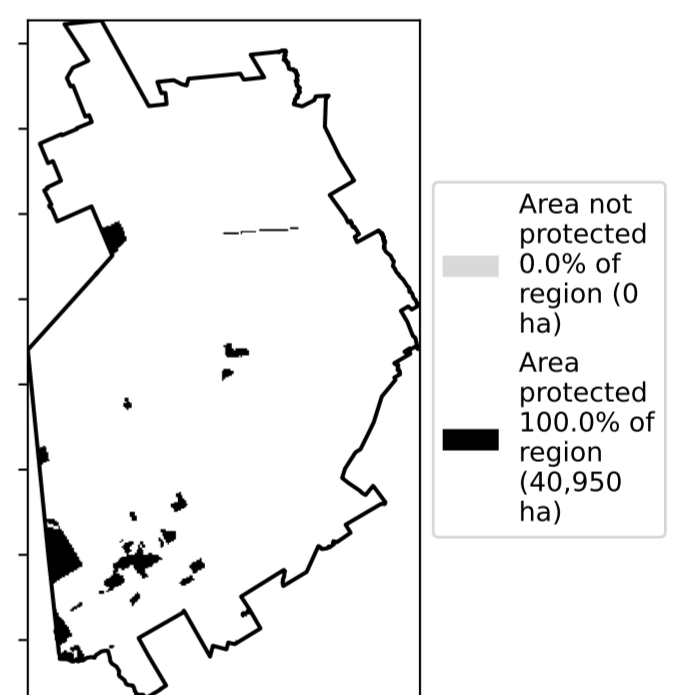 Area not
protected
0.0% of
region (0
ha)
Area
protected
100.0% of
region
(40,950
ha)